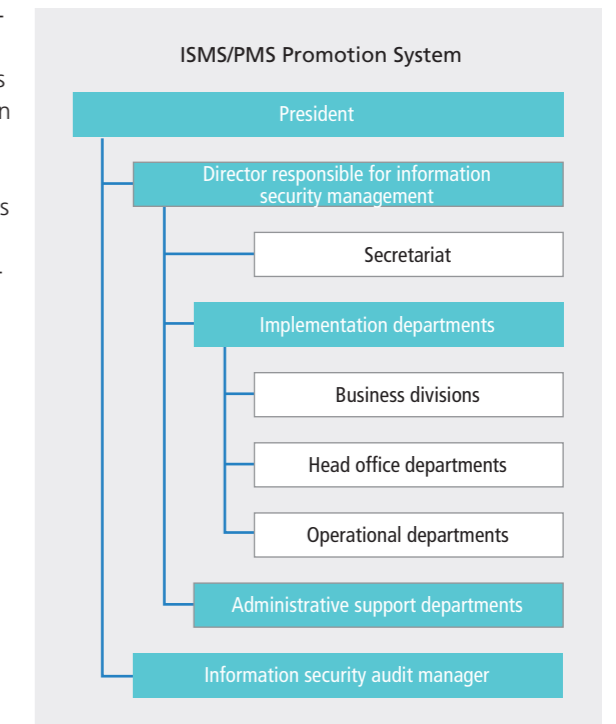 s
n
s
ISMS/PMS Promotion System
President
Director responsible for information
security management
Secretariat
Implementation departments
Business divisions
Head office departments
Operational departments
Administrative support departments
Information security audit manager